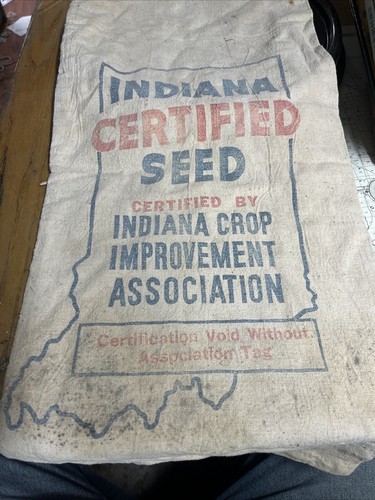 INDIANA
CERTIFIED
SEED
CERTIFIED BY
INDIANA CROP
IMPROVEMENT
ASSOCIATION
Certification Void Without
Association Tag